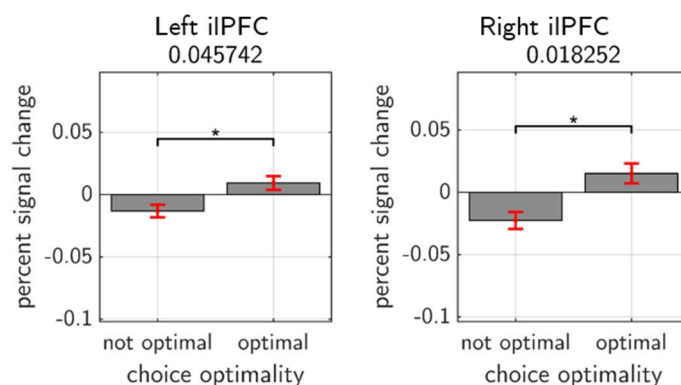 Left ilPFC
0.045742
percent signal change
0.05
0
-0.05
-0.1
*
not optimal optimal
choice optimality
Right ilPFC
0.018252
percent signal change
0.05
0
-0.05
-0.1
*
not optimal optimal
choice optimality